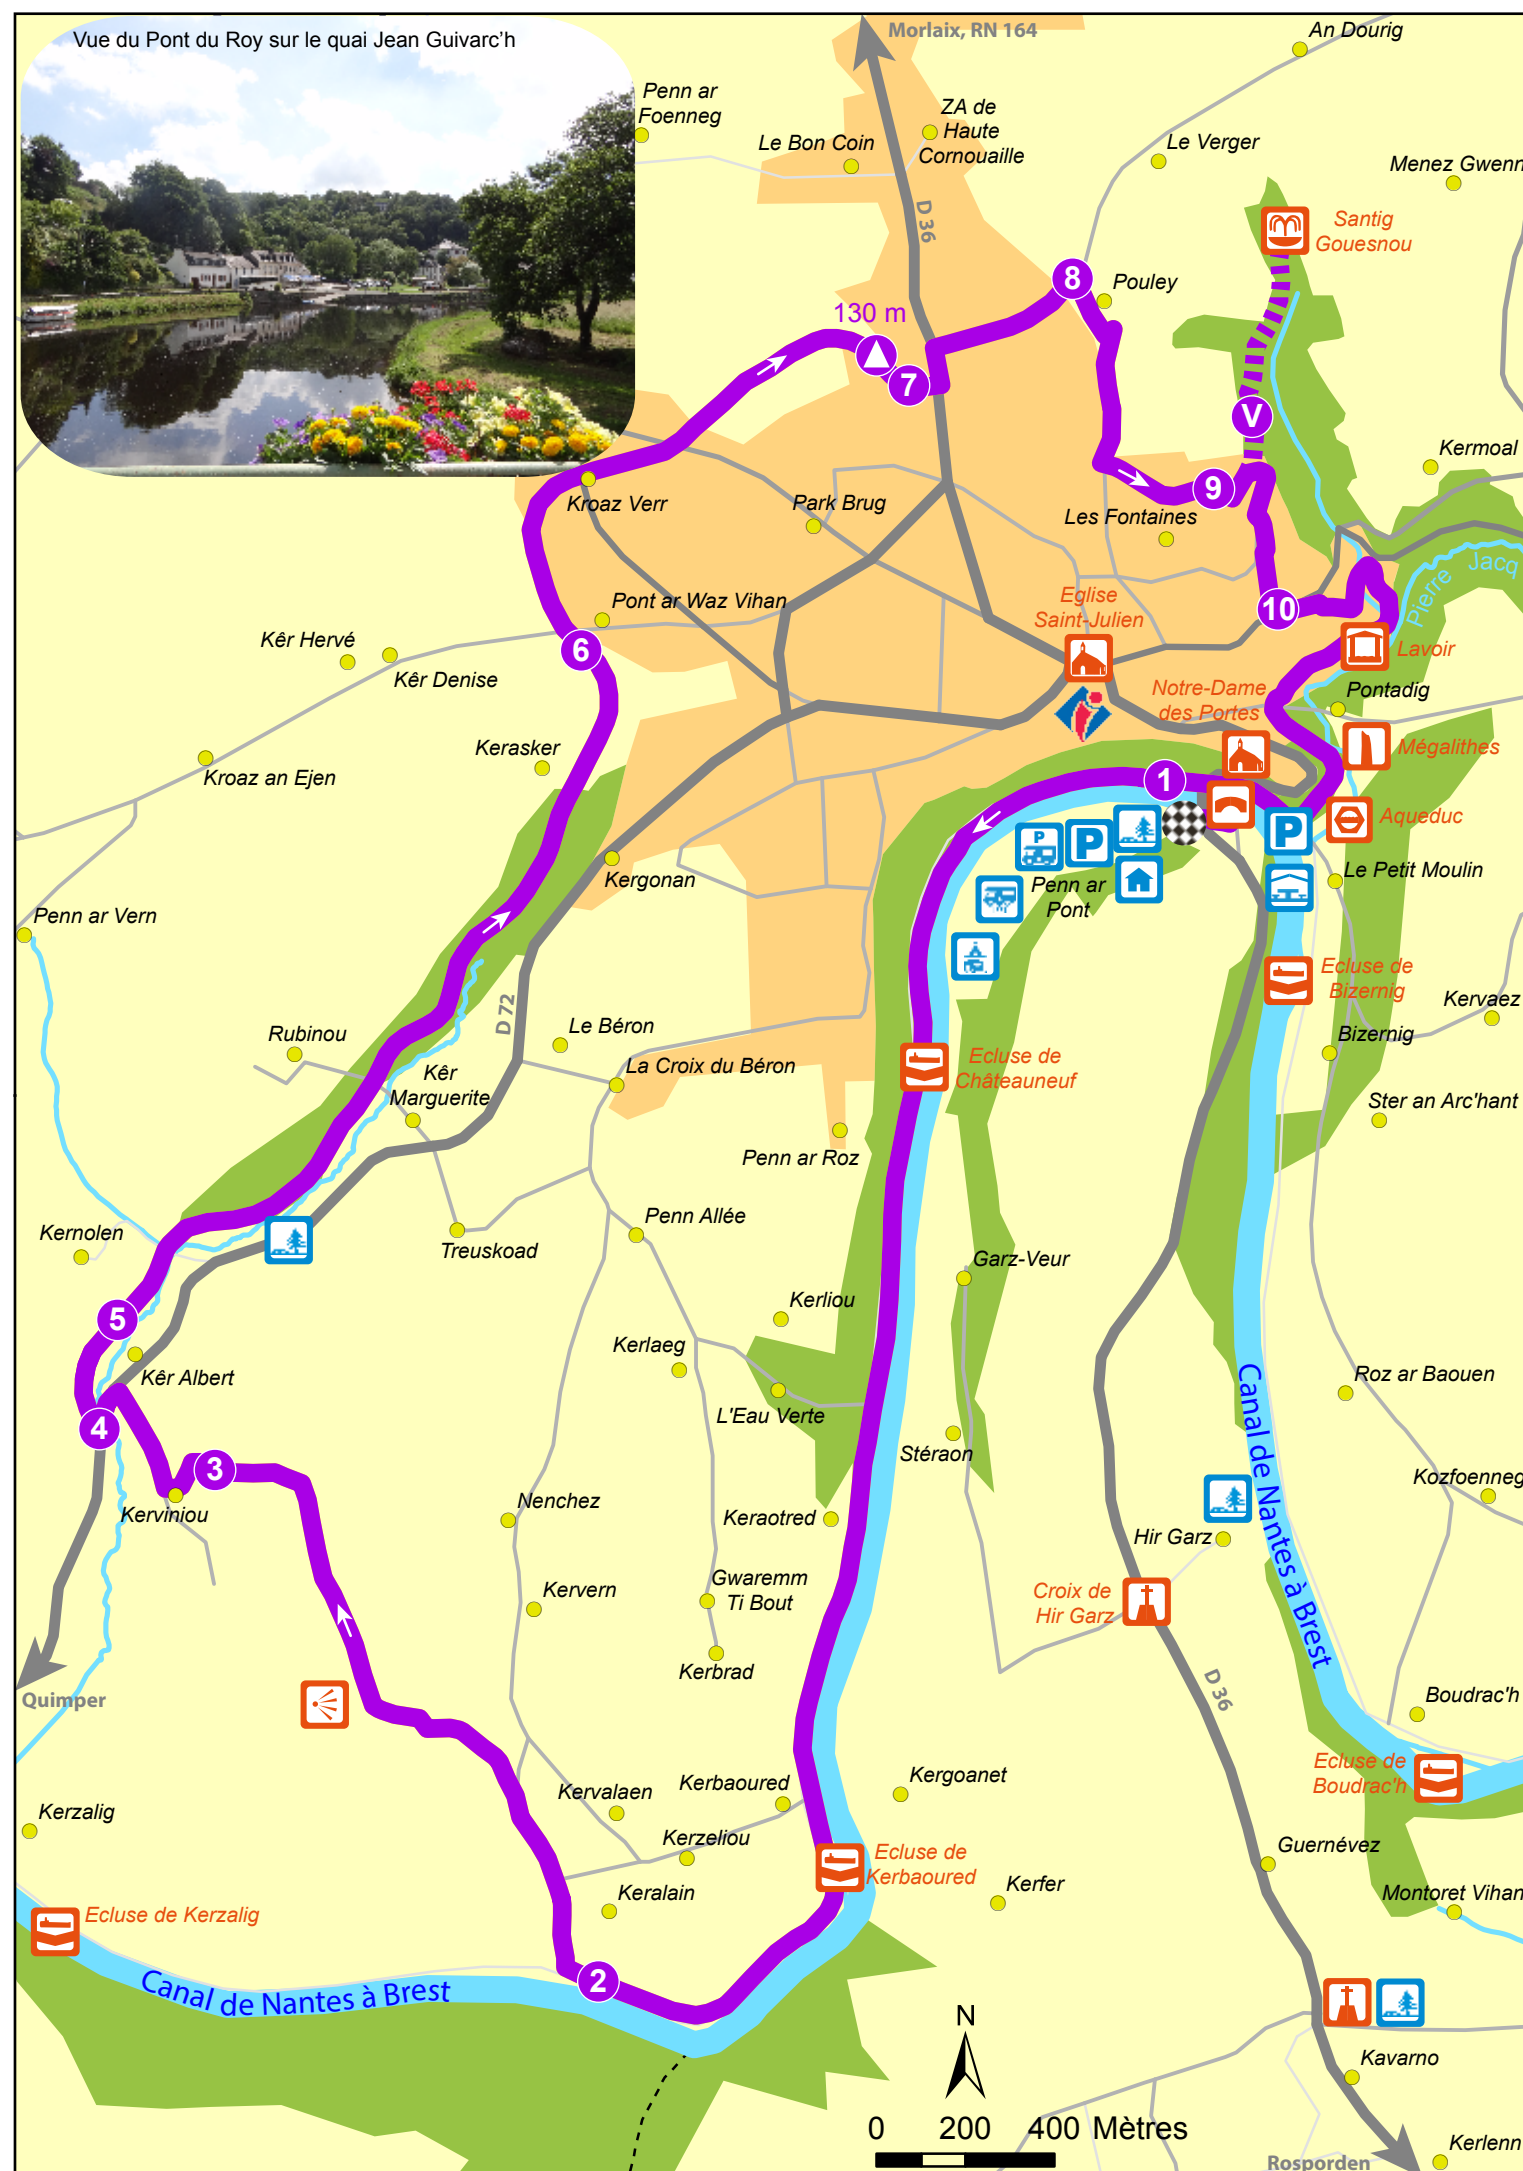 Vue du Pont du Roy sur le quai Jean Guivarc'h
Morlaix, RN 164
An Dourig
Penn ar
Foenneg
ZA de
Haute
Cornouaille
Le Bon Coin
Le Verger
Menez Gwenn
D 36
Santig
Gouesnou
8
Pouley
130 m
7
V
Kermoal
Kroaz Verr
Park Brug
9
Les Fontaines
Pierre Jacq
Pont ar Waz Vihan
Eglise
Saint-Julien
10
Kêr Hervé
6
Lavoir
Kêr Denise
Notre-Dame
des Portes
Pontadig
Kerasker
Mégalithes
Kroaz an Ejen
1
Aqueduc
P
P
P
Kergonan
Penn ar
Pont
Le Petit Moulin
Penn ar Vern
Ecluse de
Bizernig
Kervaez
D 72
Le Béron
Rubinou
Bizernig
Kêr
Marguerite
La Croix du Béron
Ecluse de
Châteauneuf
Ster an Arc'hant
Penn ar Roz
Kernolen
Treuskoad
Penn Allée
Garz-Veur
5
Kerliou
Kêr Albert
Kerlaeg
Roz ar Baouen
L'Eau Verte
4
Stéraon
Canal de Nantes à Brest
3
Kerviniou
Nenchez
Keraotred
Kozfoenneg
Hir Garz
Kervern
Gwaremm
Ti Bout
Croix de
Hir Garz
Kerbrad
D 36
Quimper
Boudrac'h
Ecluse de
Boudrac'h
Kervalaen
Kerbaoured
Kergoanet
Kerzalig
Kerzeliou
Ecluse de
Kerbaoured
Guernévez
Keralain
Kerfer
Montoret Vihan
Ecluse de Kerzalig
2
Canal de Nantes à Brest
N
Kavarno
0 200 400 Mètres
Kerlenn
Rosporden